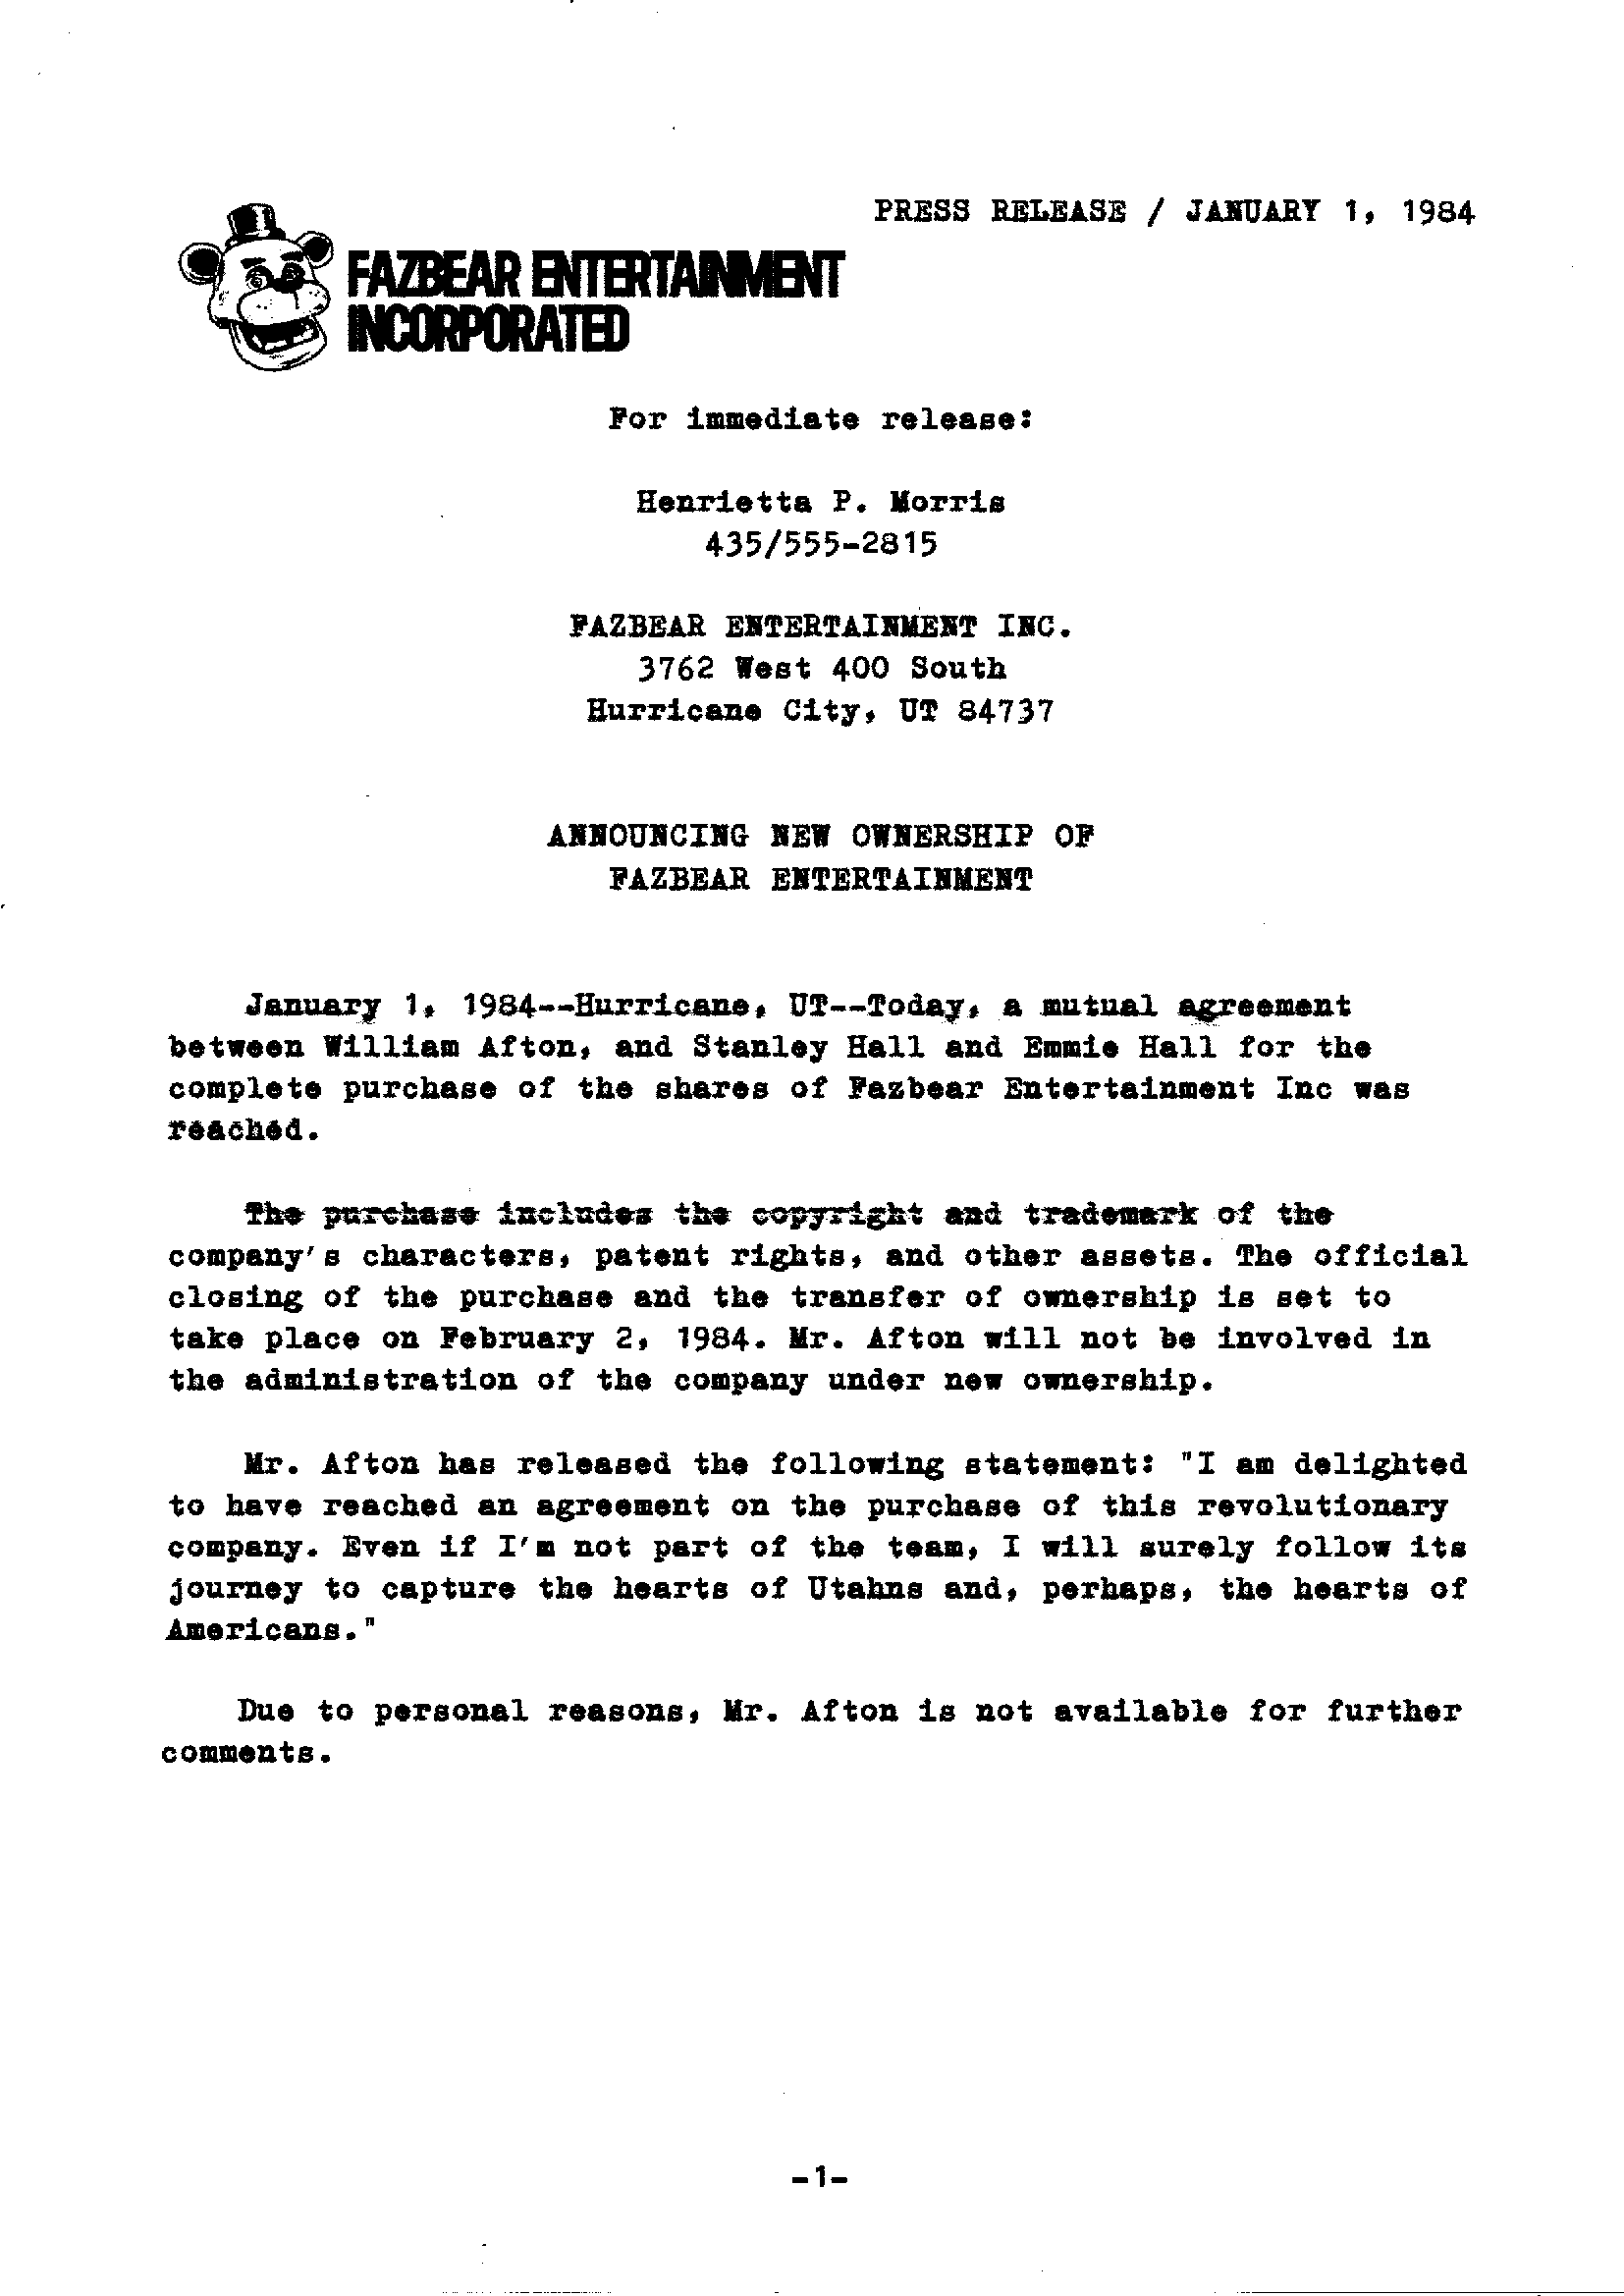 PRESS RELEASE / JANUARY 1, 1984
FAZBEAR ENTERTAINMENT
INCORPORATED
For immediate release:
Henrietta P. Morris
435/555-2815
FAZBEAR ENTERTAINMENT INC.
3762 West 400 South
Hurricane City, UT 84737
ANNOUNCING NEW OWNERSHIP OF
FAZBEAR ENTERTAINMENT
January 1, 1984--Hurricane, UT--Today, a mutual agreement
between William Afton, and Stanley Hall and Emmie Hall for the
complete purchase of the shares of Fazbear Entertainment Inc was
reached.
The purchase includes the copyright and trademark of the
company's characters, patent rights, and other assets. The official
closing of the purchase and the transfer of ownership is set to
take place on February 2, 1984. Mr. Afton will not be involved in
the administration of the company under new ownership.
Mr. Afton has released the following statement: "I am delighted
to have reached an agreement on the purchase of this revolutionary
company. Even if I'm not part of the team, I will surely follow its
journey to capture the hearts of Utahns and, perhaps, the hearts of
Americans."
Due to personal reasons, Mr. Afton is not available for further
comments.
-1-